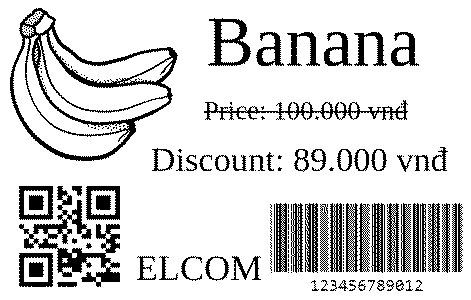 Banana
Price: 100.000 vnđ
Discount: 89.000 vnđ
ELCOM
123456789012